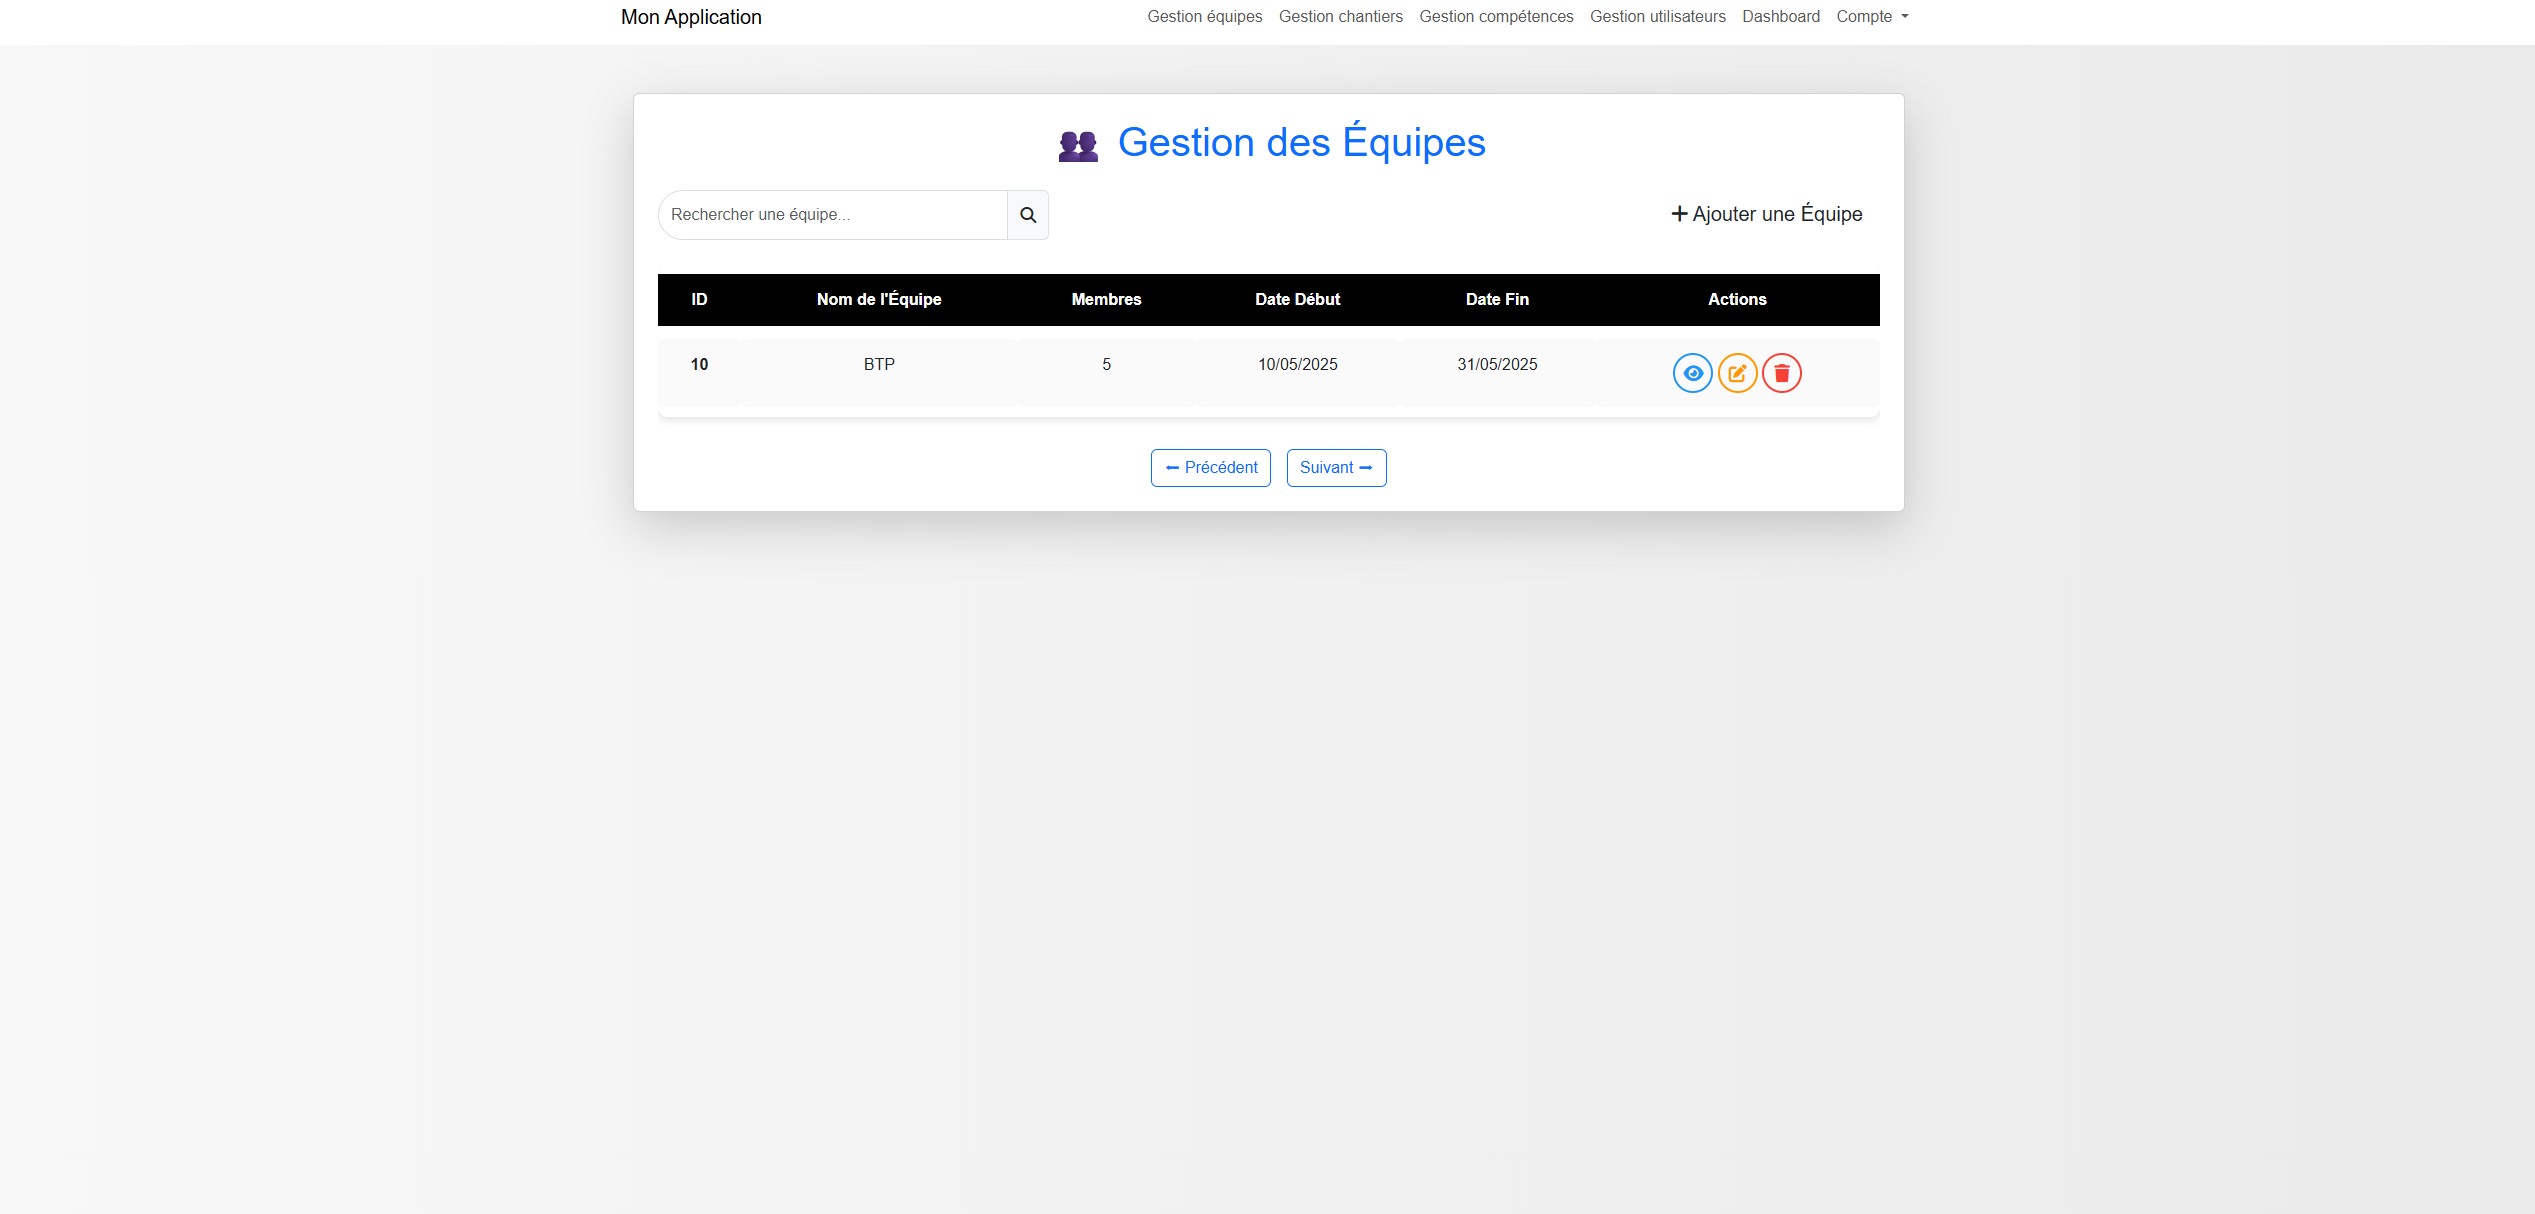 Mon Application
Gestion équipes Gestion chantiers Gestion compétences Gestion utilisateurs Dashboard Compte
Gestion des Équipes
Rechercher une équipe...
Ajouter une Équipe
ID Nom de l'Équipe Membres Date Début Date Fin Actions
10 BTP 5 10/05/2025 31/05/2025
Précédent Suivant